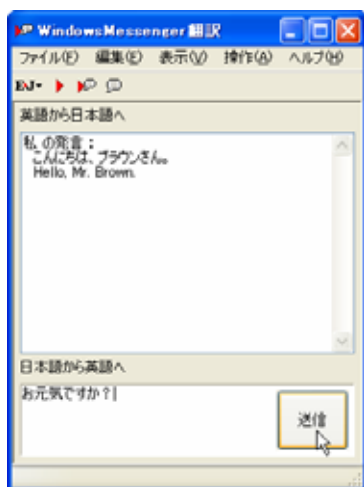 WindowsMessenger 翻訳
ファイル(F) 編集(E) 表示(V) 操作(A) ヘルプ(H)
EJ
英語から日本語へ
私 の発言：
こんにちは、ブラウンさん。
Hello, Mr. Brown.
日本語から英語へ
お元気ですか？
送信